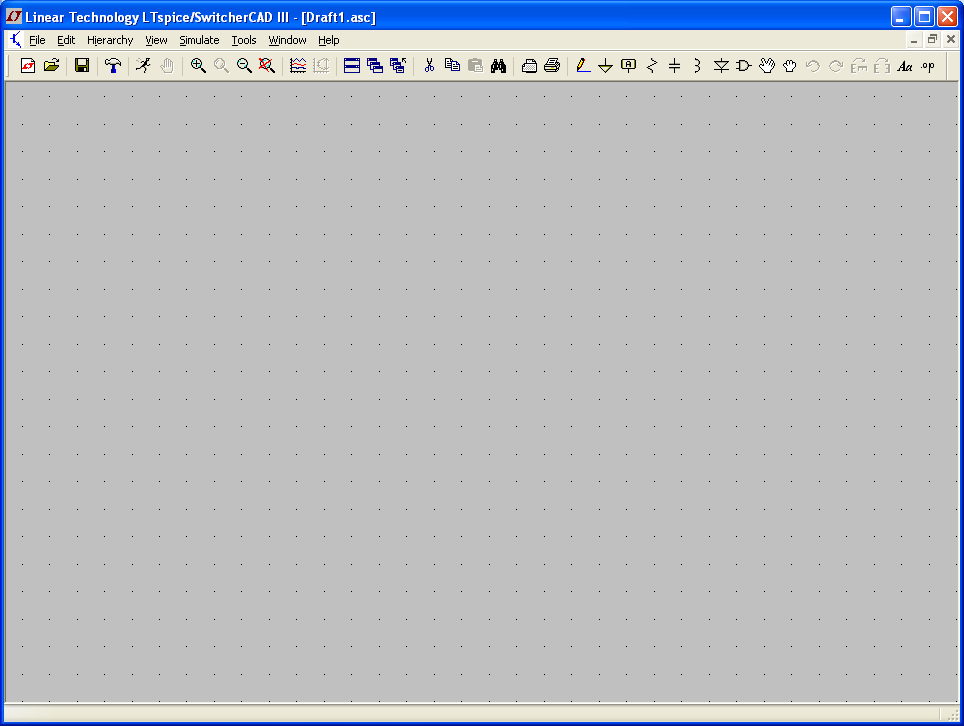 Linear Technology LTspice/SwitcherCAD III - [Draft1.asc]
File Edit Hierarchy View Simulate Tools Window Help
Aa .op